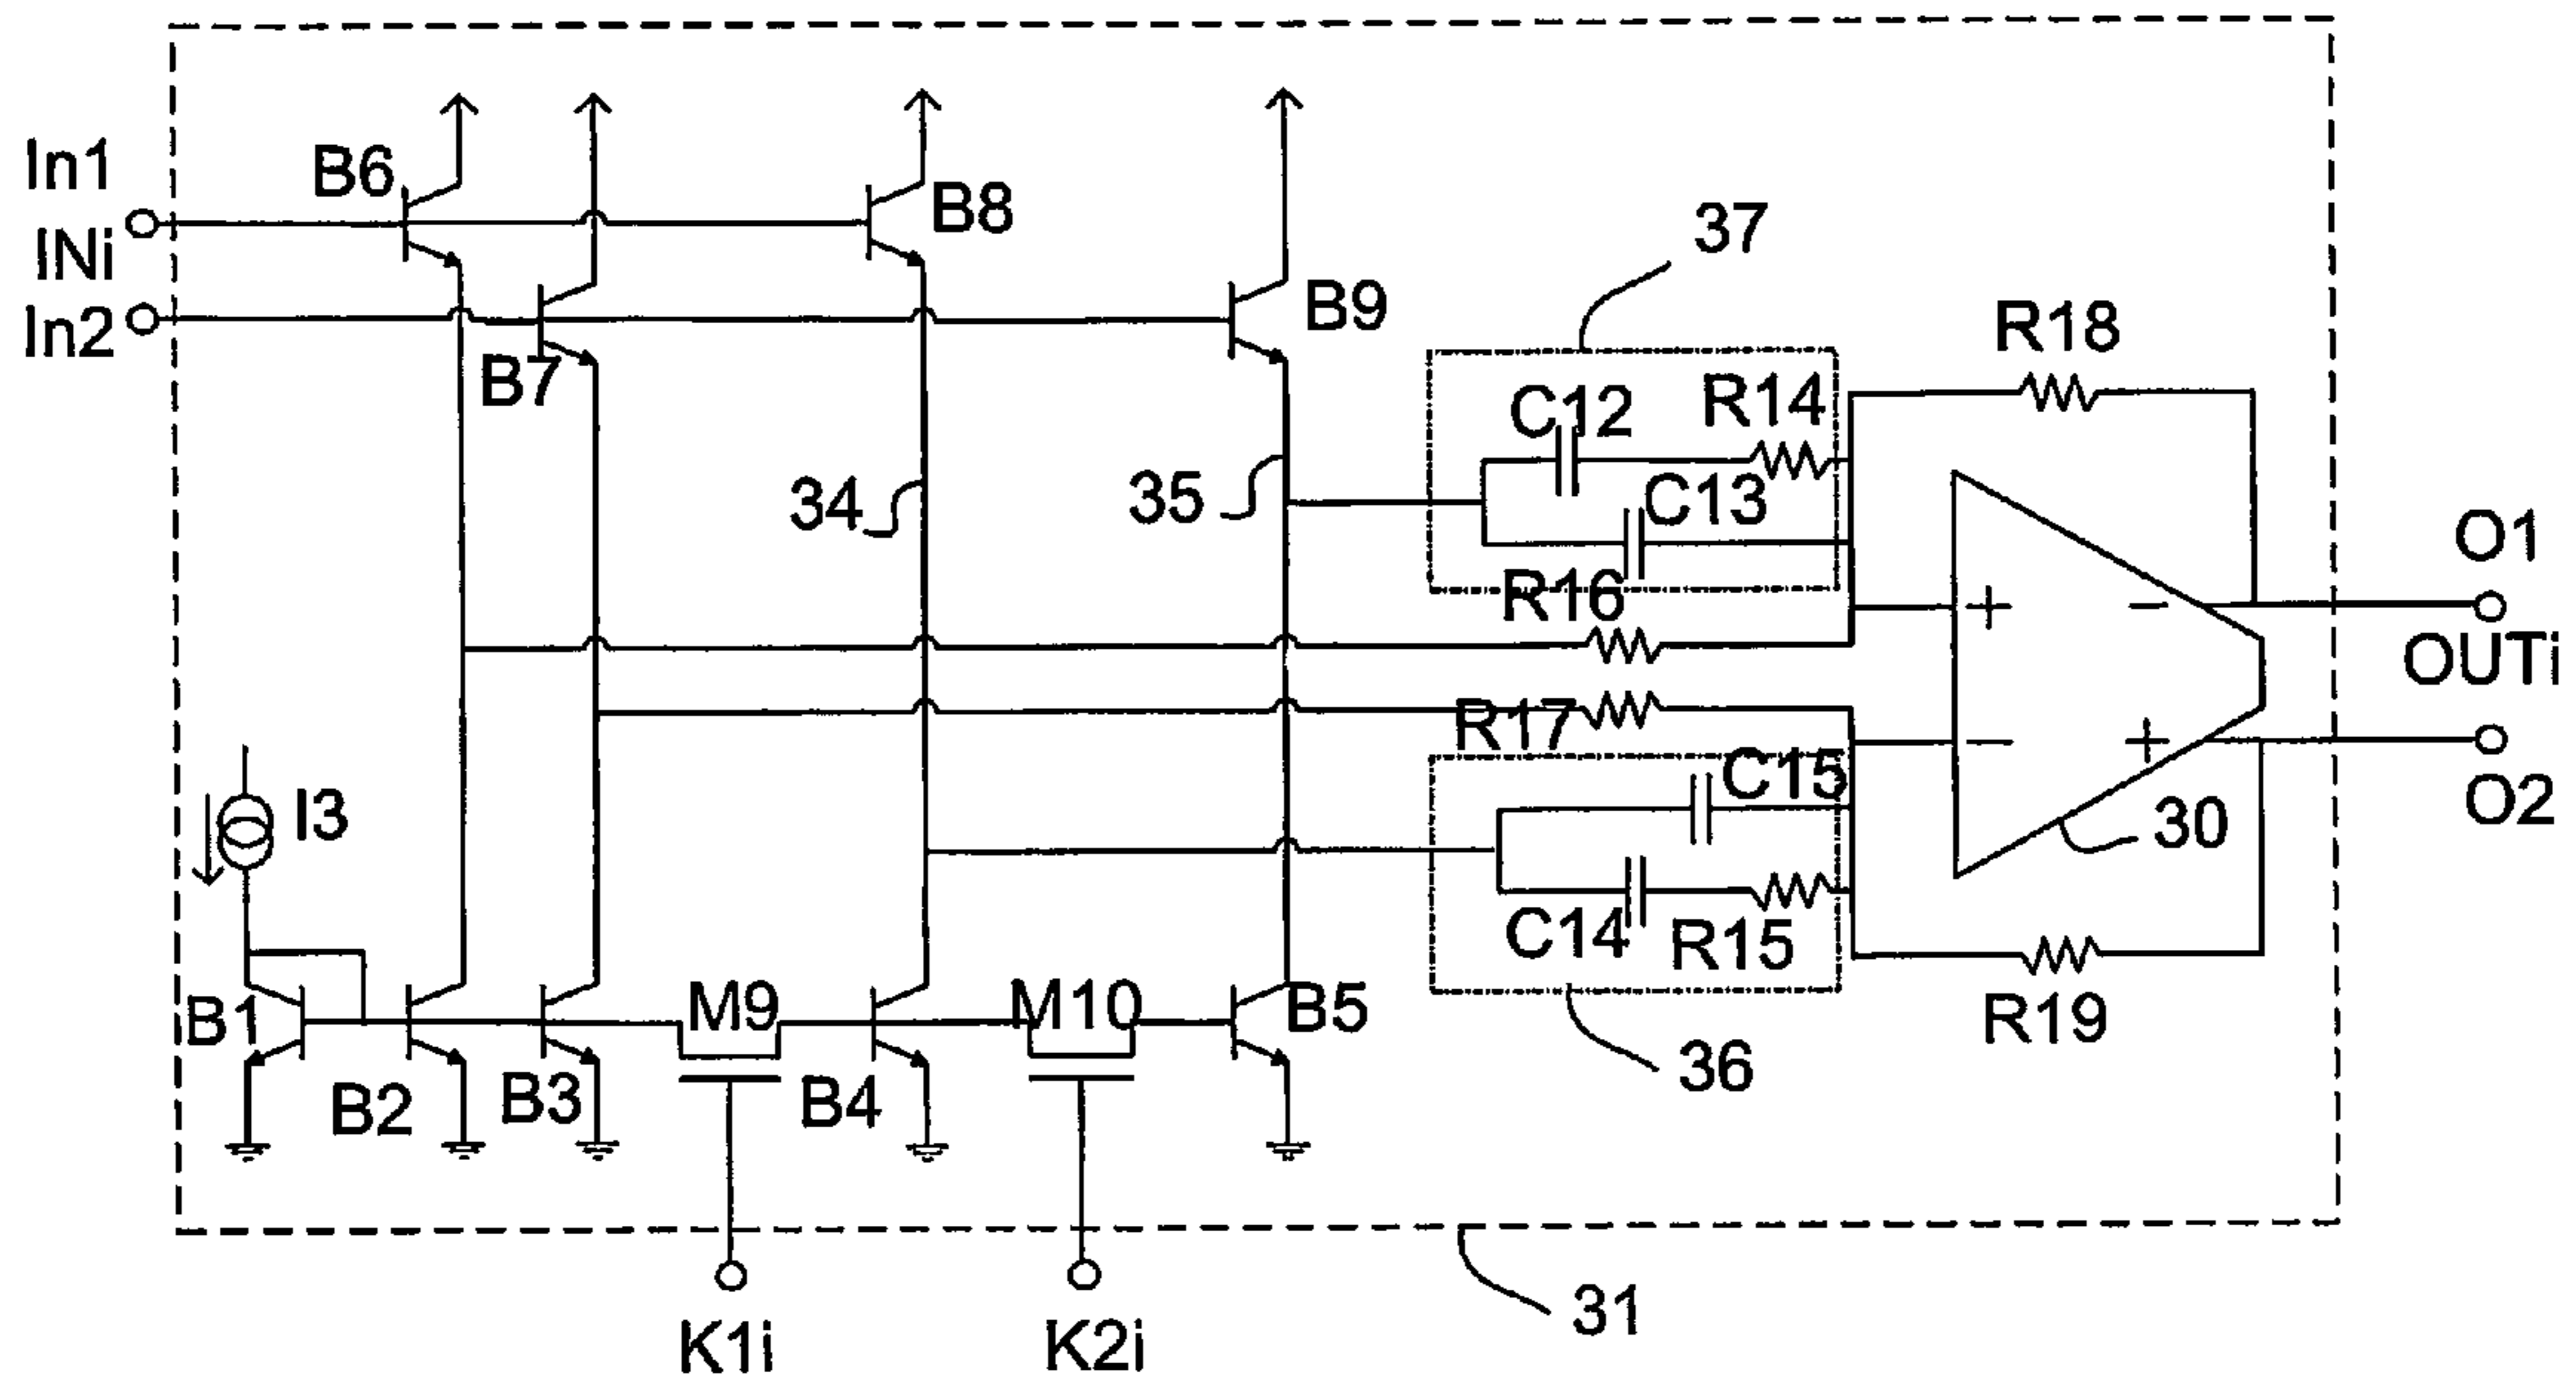 In1
INi
In2
B6
B7
B8
B9
34
35
37
C12
R14
C13
R16
R17
C15
C14
R15
36
R18
+
−
−
+
30
R19
O1
OUTi
O2
I3
B1
B2
B3
M9
B4
M10
B5
K1i
K2i
31